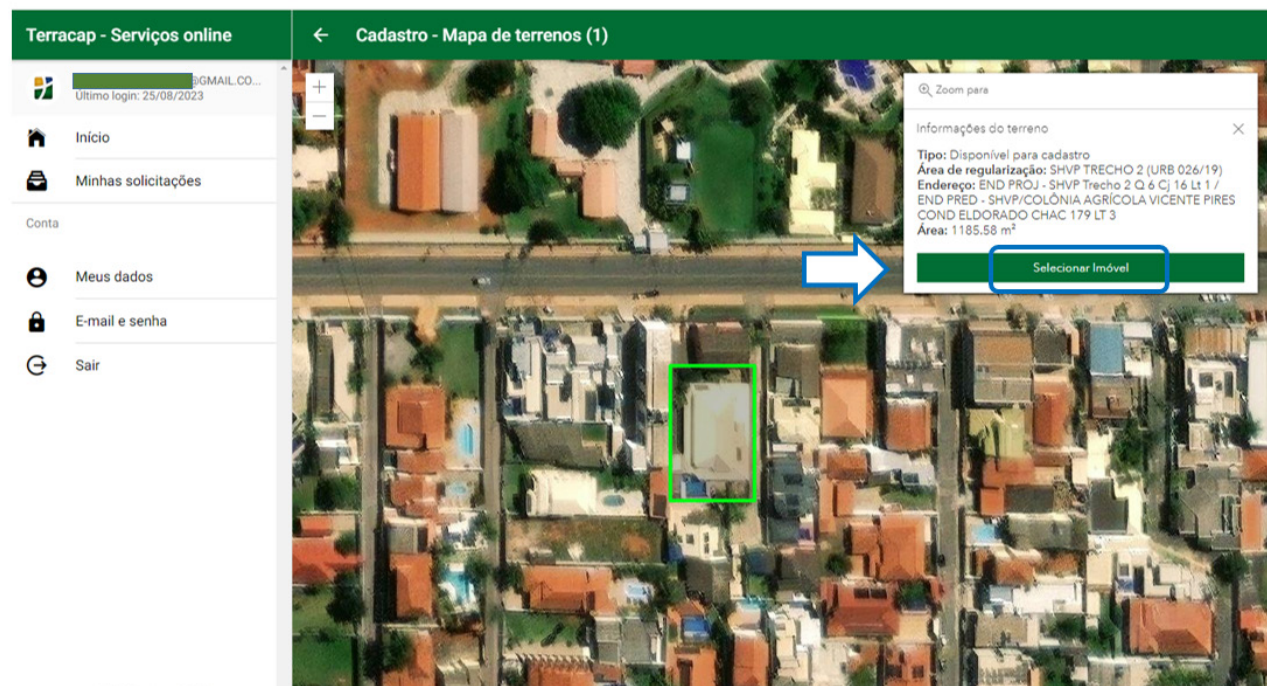 Terracap - Serviços online
Cadastro - Mapa de terrenos (1)
@GMAIL.CO...
Último login: 25/08/2023
Início
Minhas solicitações
Conta
Meus dados
E-mail e senha
Sair
+
−
Zoom para
Informações do terreno
Tipo: Disponível para cadastro
Área de regularização: SHVP TRECHO 2 (URB 026/19)
Endereço: END PROJ - SHVP Trecho 2 Q 6 Cj 16 Lt 1 /
END PRED - SHVP/COLÔNIA AGRÍCOLA VICENTE PIRES
COND ELDORADO CHAC 179 LT 3
Área: 1185.58 m²
Selecionar Imóvel